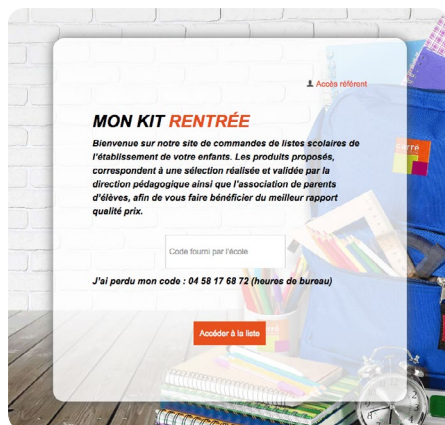 Accès référent
MON KIT RENTRÉE
Bienvenue sur notre site de commandes de listes scolaires de
l'établissement de votre enfants. Les produits proposés,
correspondent à une sélection réalisée et validée par la
direction pédagogique ainsi que l'association de parents
d'élèves, afin de vous faire bénéficier du meilleur rapport
qualité prix.
Code fourni par l'école
J'ai perdu mon code : 04 58 17 68 72 (heures de bureau)
Accéder à la liste